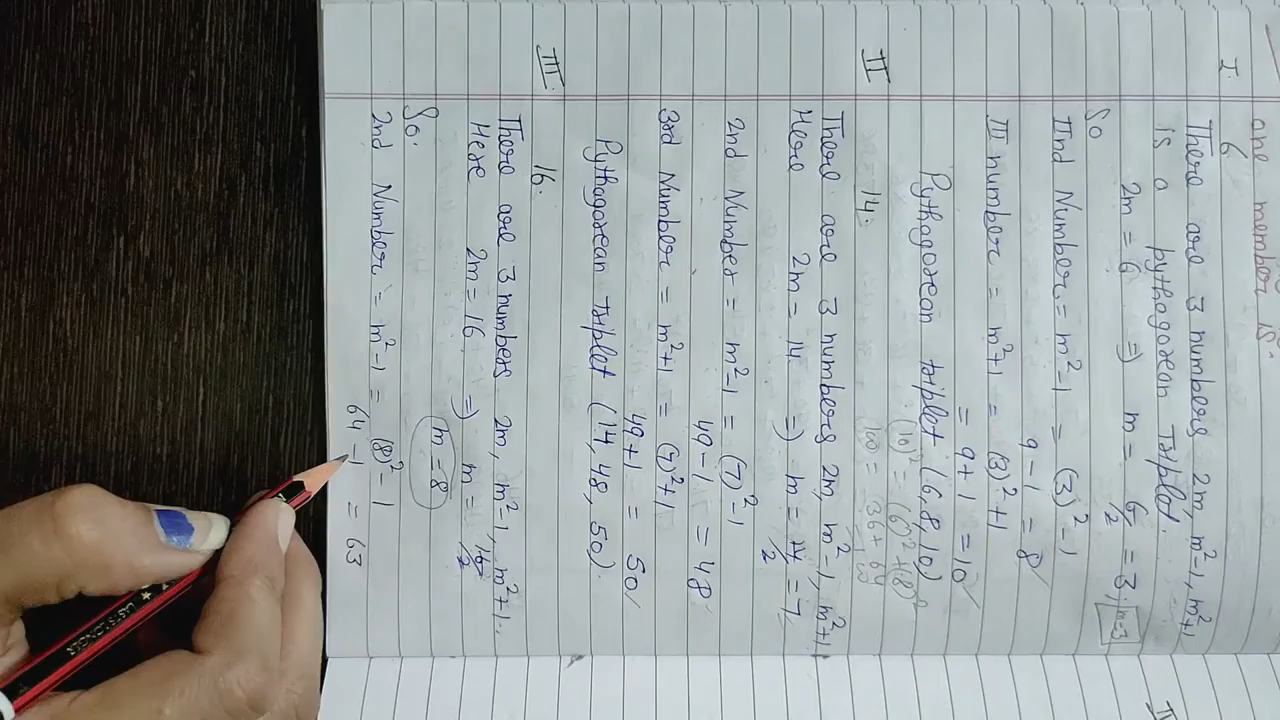 one member is.
I. 6
There are 3 numbers 2m, m²-1, m²+1
is a pythagorean Triplet.
2m = 6 => m = 6/2 = 3, m=3
So
IInd Number = m²-1 = (3)²-1
9-1 = 8
III number = m²+1 = (3)²+1
= 9+1 = 10
Pythagorean triplet (6,8,10)
(10)² = (6)²+(8)²
100 = 36+64
100
II 14.
There are 3 numbers 2m, m²-1, m²+1
Here 2m = 14 => m = 14/2 = 7,
2nd Number = m²-1 = (7)²-1
49-1 = 48
3rd Number = m²+1 = (7)²+1
49+1 = 50
Pythagorean Triplet (14, 48, 50).
III. 16.
There are 3 numbers 2m, m²-1, m²+1.
Here 2m = 16 => m = 16/2
m = 8
So.
2nd Number = m²-1 = (8)²-1
64-1 = 63